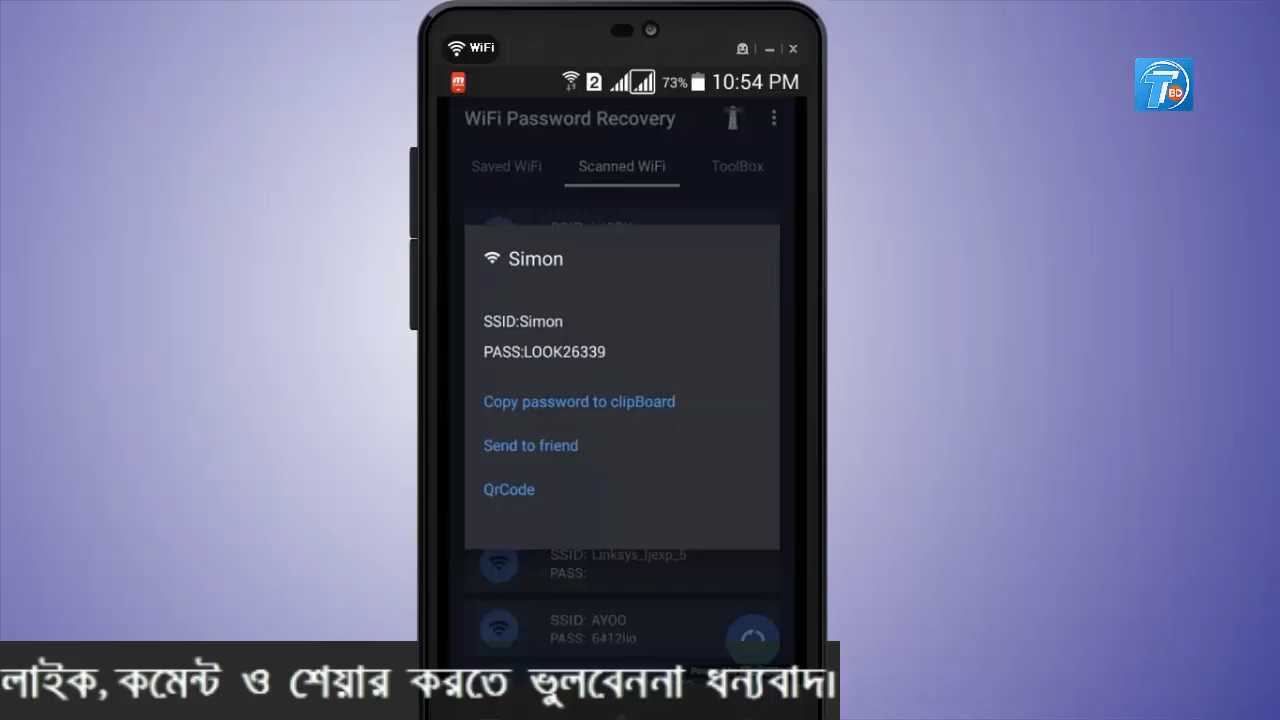 WiFi
73% 10:54 PM
WiFi Password Recovery
Saved WiFi Scanned WiFi ToolBox
Simon
SSID:Simon
PASS:LOOK26339
Copy password to clipBoard
Send to friend
QrCode
SSID: Linksys_ljexp_5
PASS:
SSID: AYOO
PASS: 6412lio
লাইক, কমেন্ট ও শেয়ার করতে ভুলবেননা ধন্যবাদ।